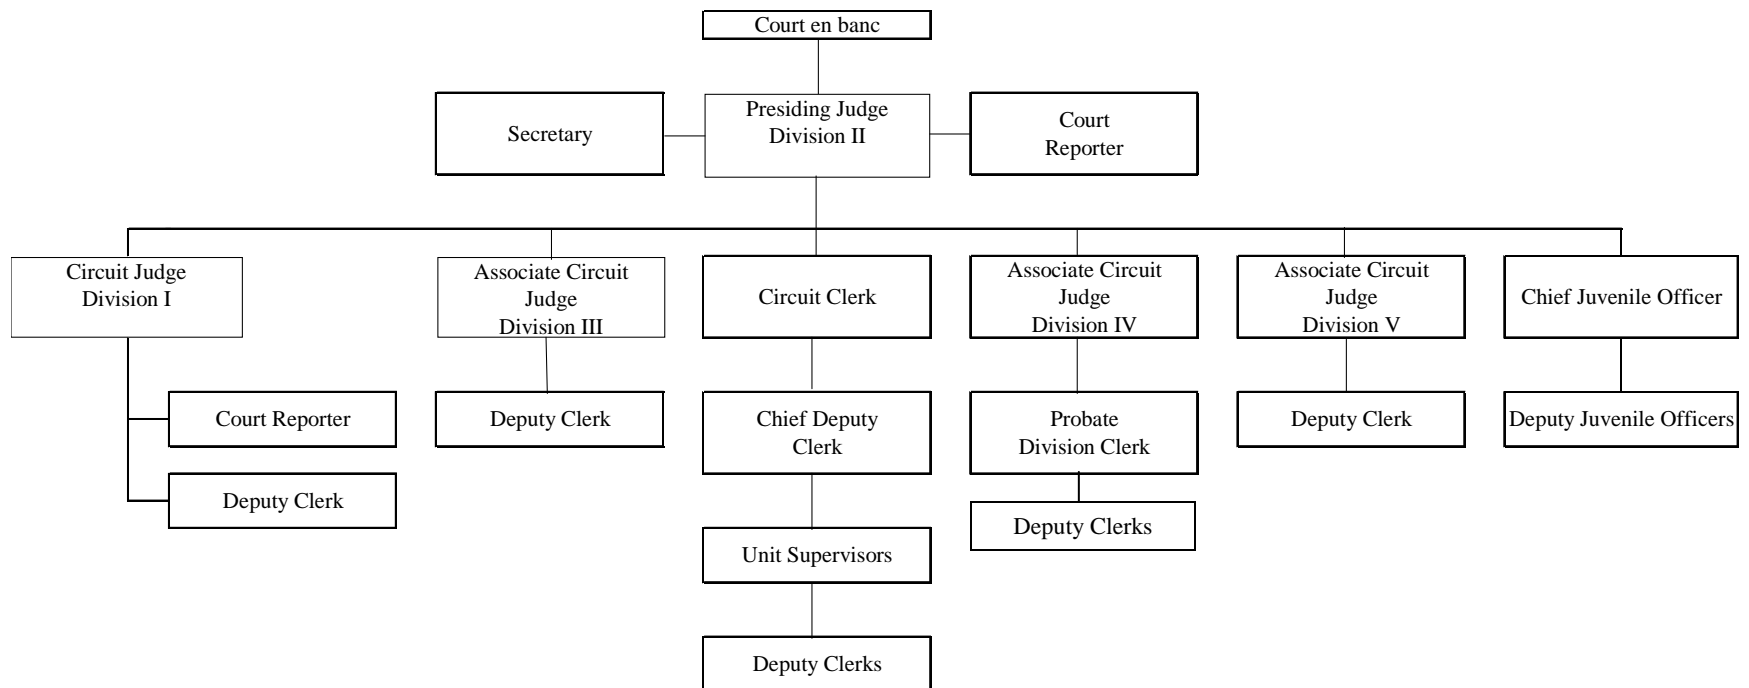 Court en banc
Secretary
Presiding Judge
Division II
Court
Reporter
Circuit Judge
Division I
Associate Circuit
Judge
Division III
Circuit Clerk
Associate Circuit
Judge
Division IV
Associate Circuit
Judge
Division V
Chief Juvenile Officer
Court Reporter
Deputy Clerk
Chief Deputy
Clerk
Probate
Division Clerk
Deputy Clerk
Deputy Juvenile Officers
Deputy Clerk
Deputy Clerks
Unit Supervisors
Deputy Clerks